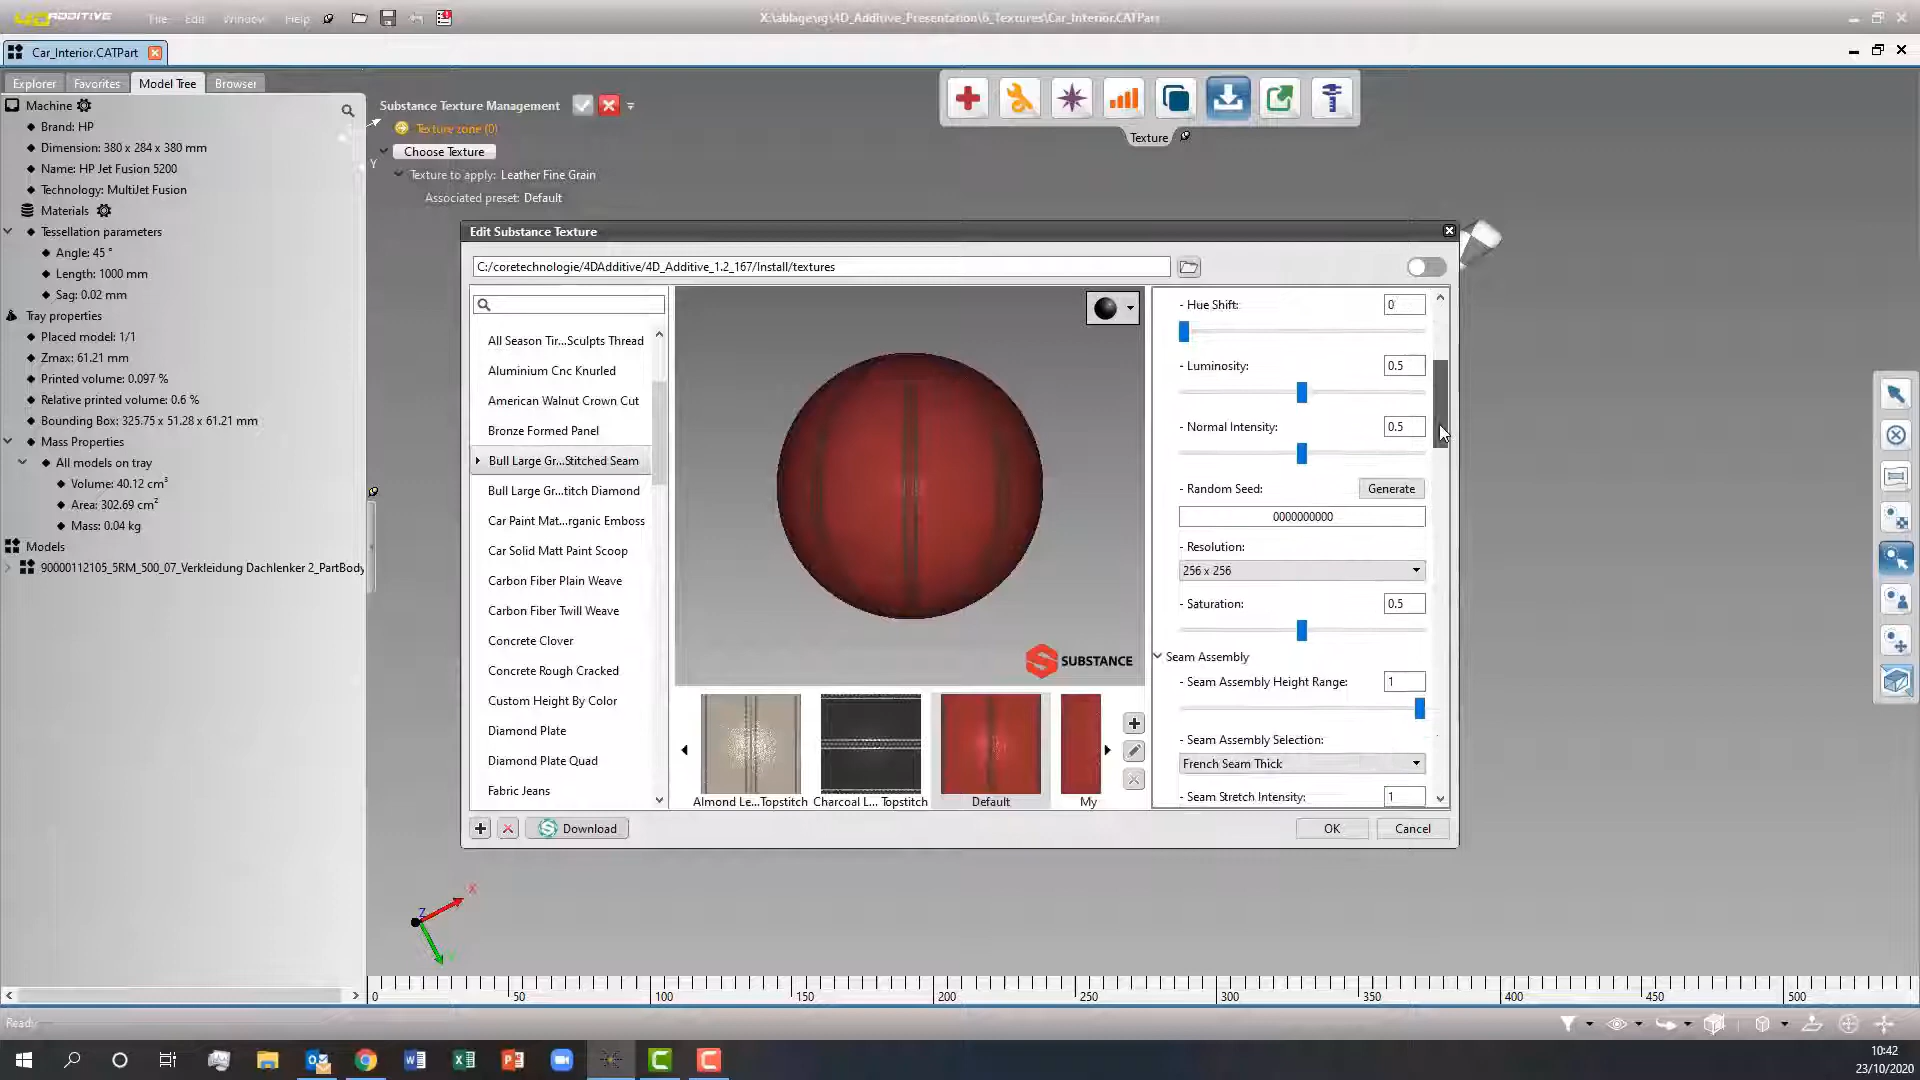 4D ADDITIVE File Edit Window Help X:\ablage\rg\4D_Additive_Presentation\6_Textures\Car_Interior.CATPart
Car_Interior.CATPart
Explorer Favorites Model Tree Browser
Machine
Brand: HP
Dimension: 380 x 284 x 380 mm
Name: HP Jet Fusion 5200
Technology: MultiJet Fusion
Materials
Tessellation parameters
Angle: 45 °
Length: 1000 mm
Sag: 0.02 mm
Tray properties
Placed model: 1/1
Zmax: 61.21 mm
Printed volume: 0.097 %
Relative printed volume: 0.6 %
Bounding Box: 325.75 x 51.28 x 61.21 mm
Mass Properties
All models on tray
Volume: 40.12 cm³
Area: 302.69 cm²
Mass: 0.04 kg
Models
90000112105_5RM_500_07_Verkleidung Dachlenker 2_PartBody
Substance Texture Management
Texture zone (0)
Choose Texture
Texture to apply: Leather Fine Grain
Associated preset: Default
Y
Texture
Edit Substance Texture
C:/coretechnologie/4DAdditive/4D_Additive_1.2_167/Install/textures
All Season Tir...Sculpts Thread
Aluminium Cnc Knurled
American Walnut Crown Cut
Bronze Formed Panel
Bull Large Gr...Stitched Seam
Bull Large Gr...titch Diamond
Car Paint Mat...rganic Emboss
Car Solid Matt Paint Scoop
Carbon Fiber Plain Weave
Carbon Fiber Twill Weave
Concrete Clover
Concrete Rough Cracked
Custom Height By Color
Diamond Plate
Diamond Plate Quad
Fabric Jeans
SUBSTANCE
Almond Le...Topstitch Charcoal L... Topstitch Default My
- Hue Shift: 0
- Luminosity: 0.5
- Normal Intensity: 0.5
- Random Seed: Generate
0000000000
- Resolution:
256 x 256
- Saturation: 0.5
Seam Assembly
- Seam Assembly Height Range: 1
- Seam Assembly Selection:
French Seam Thick
- Seam Stretch Intensity: 1
Download OK Cancel
X
Z
Y
0 50 100 150 200 250 300 350 400 450 500
Ready
10:42
23/10/2020